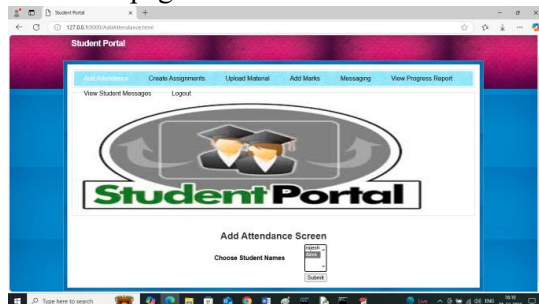 Student Portal
127.0.0.1:8000/AddAttendance.html
Student Portal
Add Attendance Create Assignments Upload Material Add Marks Messaging View Progress Report
View Student Messages Logout
Student Portal
Add Attendance Screen
Choose Student Names
rajesh
Submit
Type here to search
Live
ENG